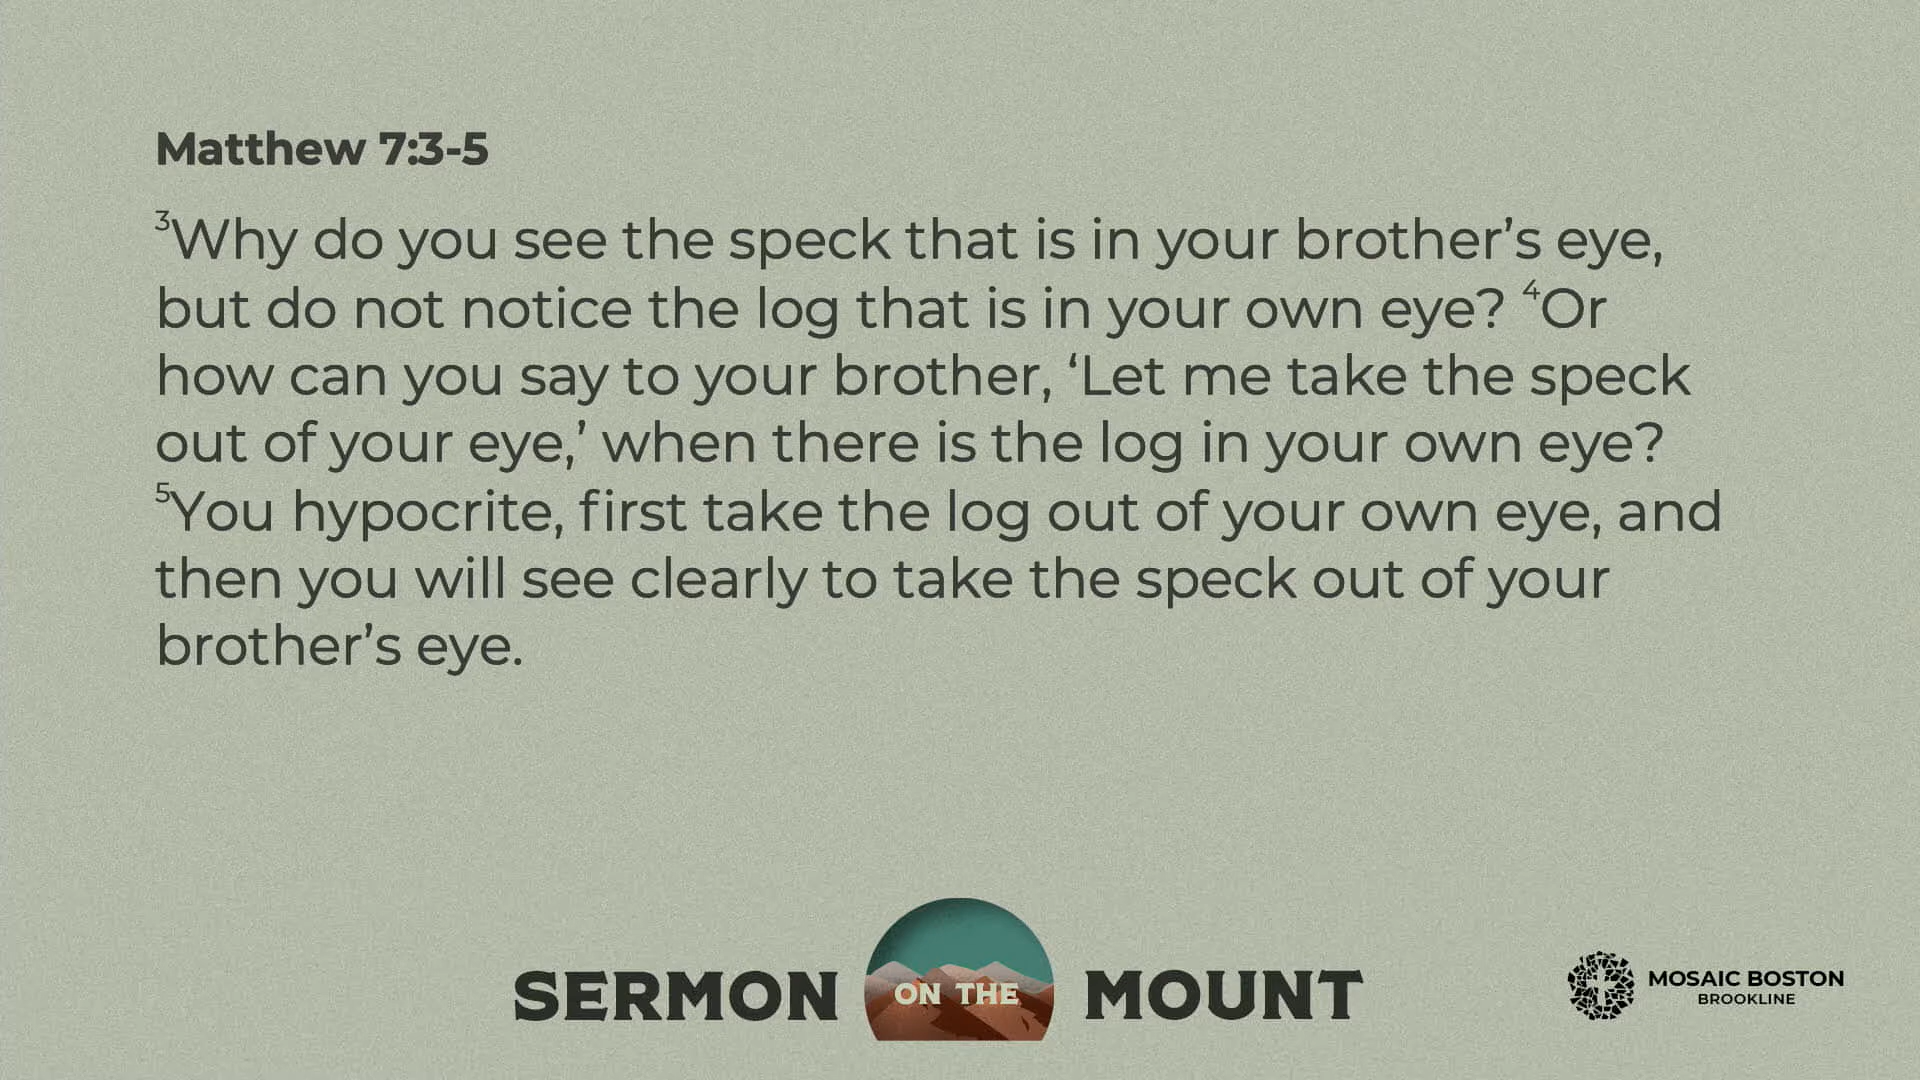 Matthew 7:3-5
³Why do you see the speck that is in your brother’s eye,
but do not notice the log that is in your own eye? ⁴Or
how can you say to your brother, ‘Let me take the speck
out of your eye,’ when there is the log in your own eye?
⁵You hypocrite, first take the log out of your own eye, and
then you will see clearly to take the speck out of your
brother’s eye.
SERMON ON THE MOUNT
MOSAIC BOSTON
BROOKLINE